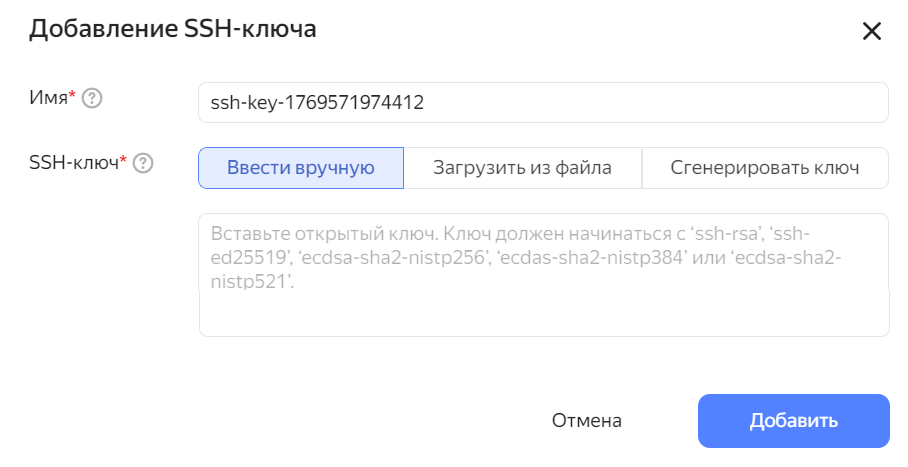 Добавление SSH-ключа
Имя*
ssh-key-1769571974412
SSH-ключ*
Ввести вручную
Загрузить из файла
Сгенерировать ключ
Вставьте открытый ключ. Ключ должен начинаться с ‘ssh-rsa’, ‘ssh-
ed25519’, ‘ecdsa-sha2-nistp256’, ‘ecdas-sha2-nistp384’ или ‘ecdsa-sha2-
nistp521’.
Отмена
Добавить